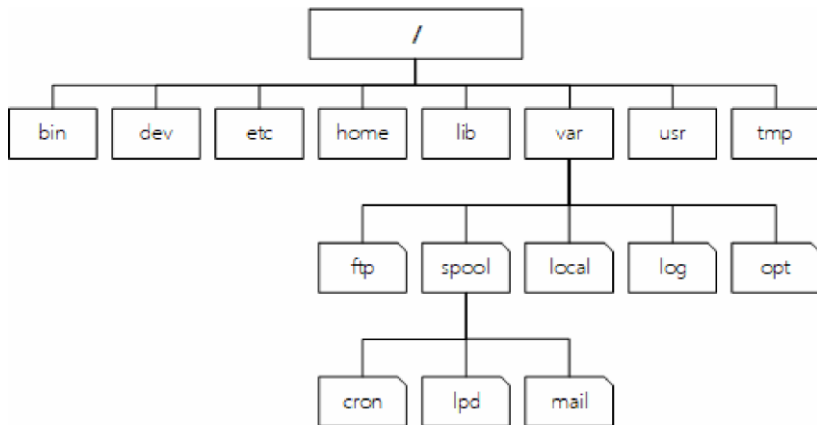 /
bin dev etc home lib var usr tmp
ftp spool local log opt
cron lpd mail